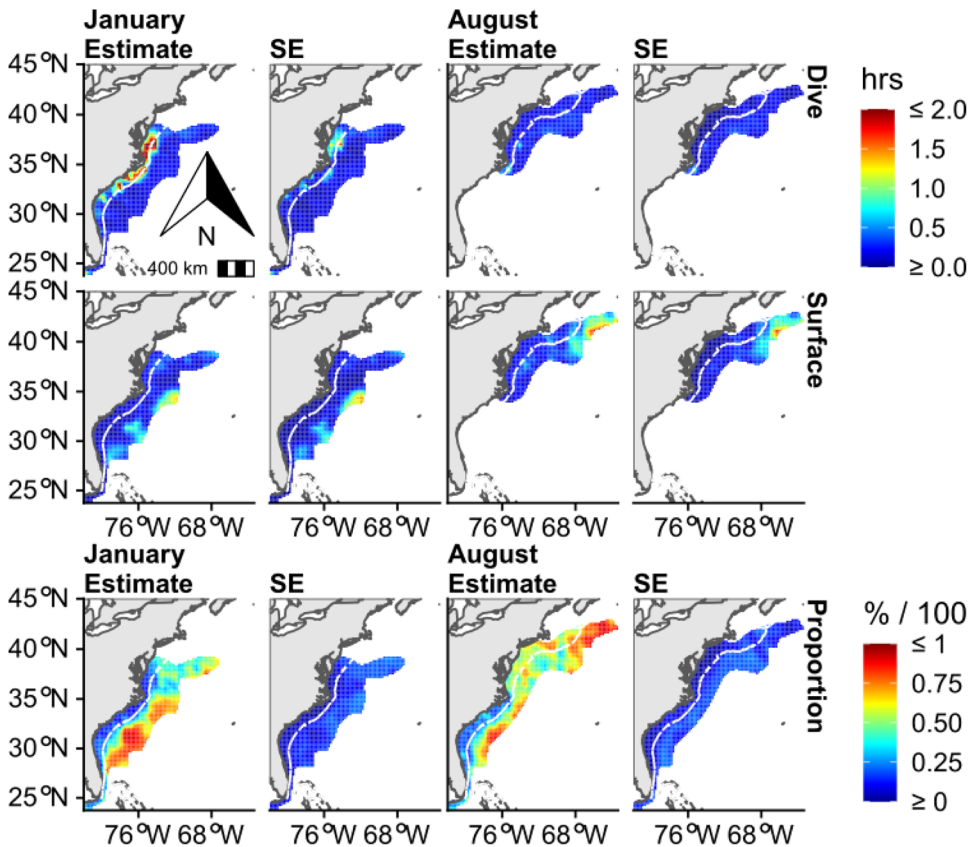 January Estimate SE August Estimate SE
45°N 40°N 35°N 30°N 25°N
Dive
N
400 km
hrs
≤ 2.0
1.5
1.0
0.5
≥ 0.0
45°N 40°N 35°N 30°N 25°N
Surface
76°W 68°W 76°W 68°W 76°W 68°W 76°W 68°W
January Estimate SE August Estimate SE
45°N 40°N 35°N 30°N 25°N
Proportion
% / 100
≤ 1
0.75
0.50
0.25
≥ 0
76°W 68°W 76°W 68°W 76°W 68°W 76°W 68°W